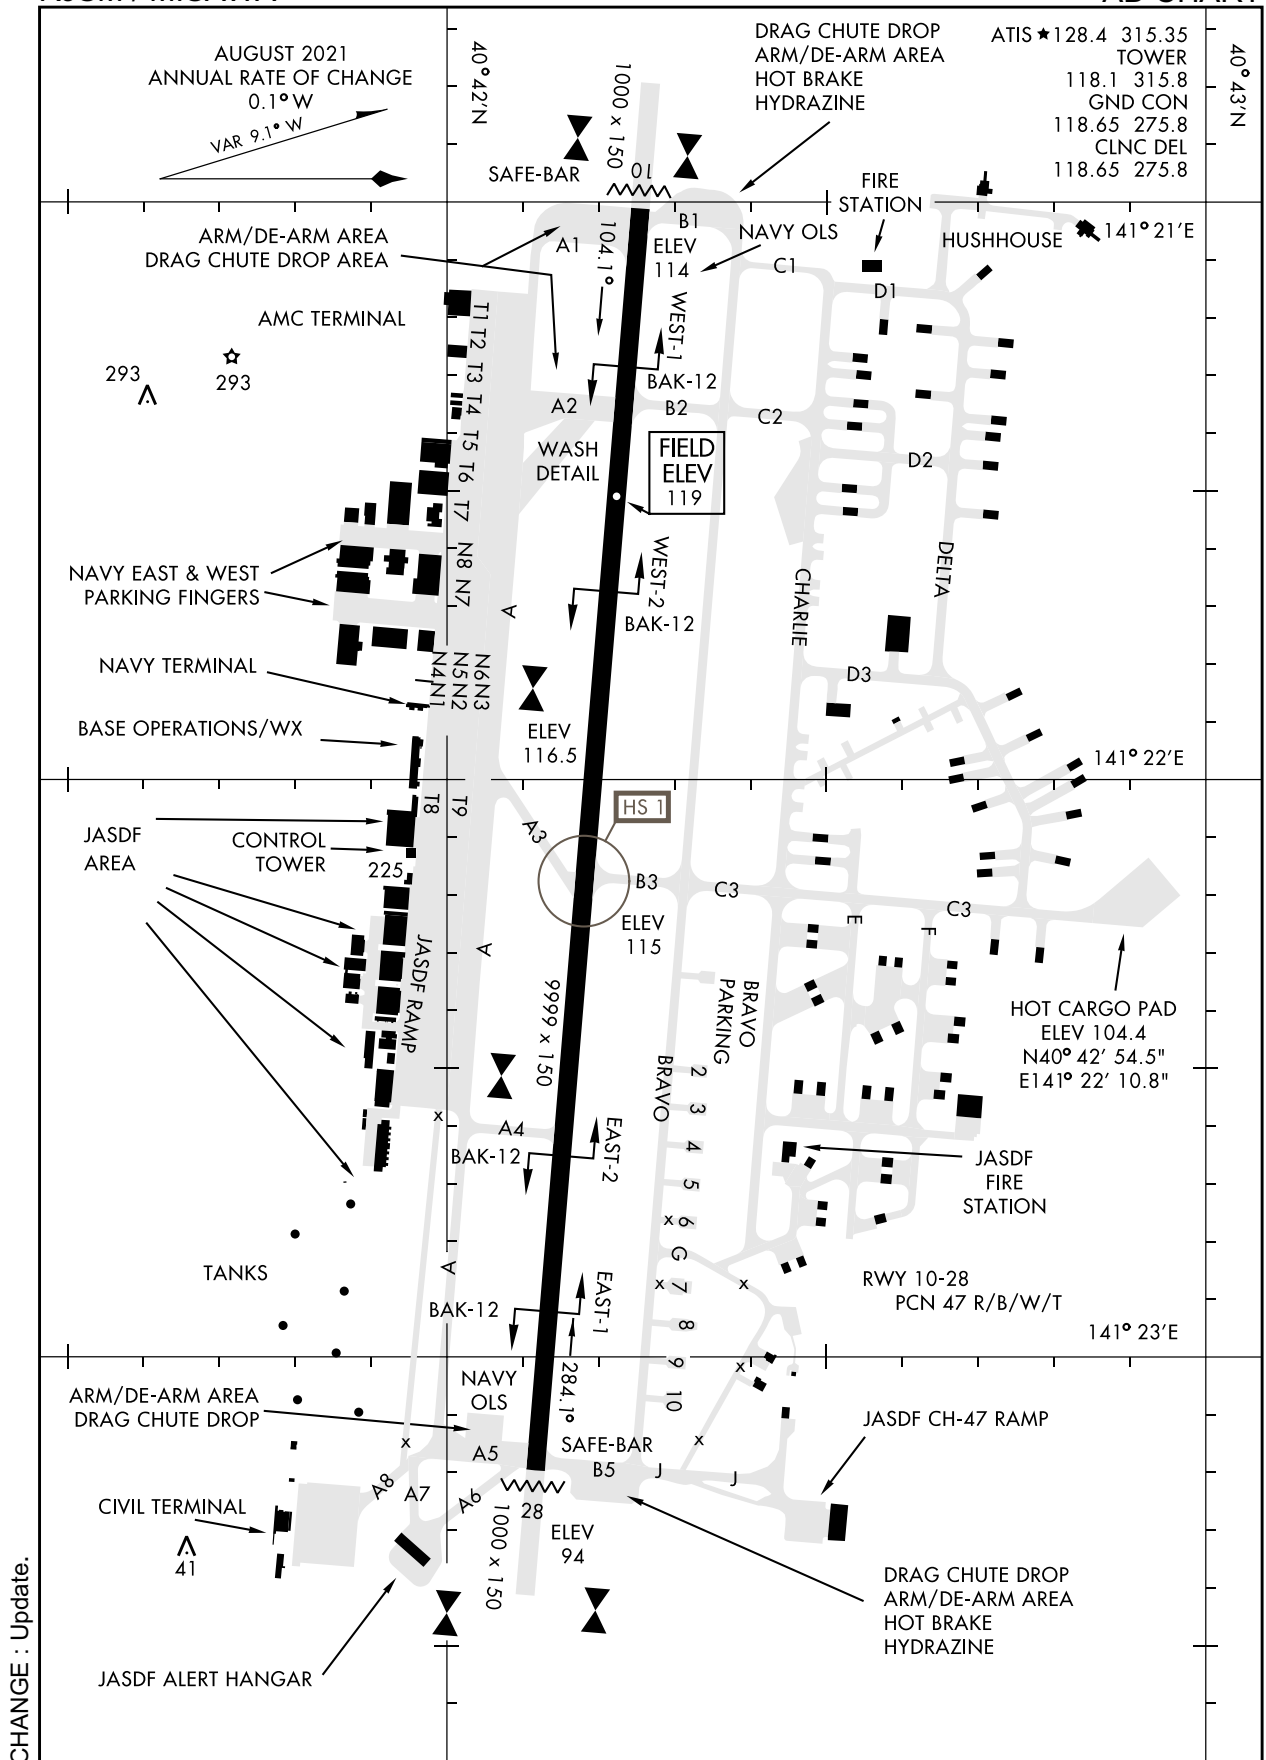 AUGUST 2021
ANNUAL RATE OF CHANGE
0.1° W
VAR 9.1° W
40°42'N
1000 x 150
DRAG CHUTE DROP
ARM/DE-ARM AREA
HOT BRAKE
HYDRAZINE
ATIS ★128.4 315.35
TOWER
118.1 315.8
GND CON
118.65 275.8
CLNC DEL
118.65 275.8
40°43'N
SAFE-BAR
10
FIRE
STATION
ARM/DE-ARM AREA
DRAG CHUTE DROP AREA
A1
104.1°
B1
ELEV
114
NAVY OLS
C1
HUSHHOUSE
141° 21'E
D1
AMC TERMINAL
T1
T2
T3
T4
T5
T6
T7
N8
N7
WEST-1
BAK-12
293
293
A2
B2
C2
WASH
DETAIL
FIELD
ELEV
119
D2
NAVY EAST & WEST
PARKING FINGERS
A
WEST-2
BAK-12
CHARLIE
DELTA
NAVY TERMINAL
N6N3
N5N2
N4N1
D3
BASE OPERATIONS/WX
ELEV
116.5
141° 22'E
T8
T9
HS 1
JASDF
AREA
CONTROL
TOWER
225
A3
B3
C3
C3
E
F
ELEV
115
JASDF RAMP
A
9999 x 150
BRAVO
PARKING
BRAVO
HOT CARGO PAD
ELEV 104.4
N40° 42' 54.5"
E141° 22' 10.8"
2
3
4
5
x 6
G
x 7
x
8
9
x
10
x
x
A4
BAK-12
EAST-2
JASDF
FIRE
STATION
TANKS
A
RWY 10-28
PCN 47 R/B/W/T
BAK-12
EAST-1
141° 23'E
284.1°
NAVY
OLS
ARM/DE-ARM AREA
DRAG CHUTE DROP
JASDF CH-47 RAMP
x
A5
SAFE-BAR
B5
J
J
A8
A7
A6
CIVIL TERMINAL
41
1000 x 150
28
ELEV
94
DRAG CHUTE DROP
ARM/DE-ARM AREA
HOT BRAKE
HYDRAZINE
JASDF ALERT HANGAR
CHANGE : Update.